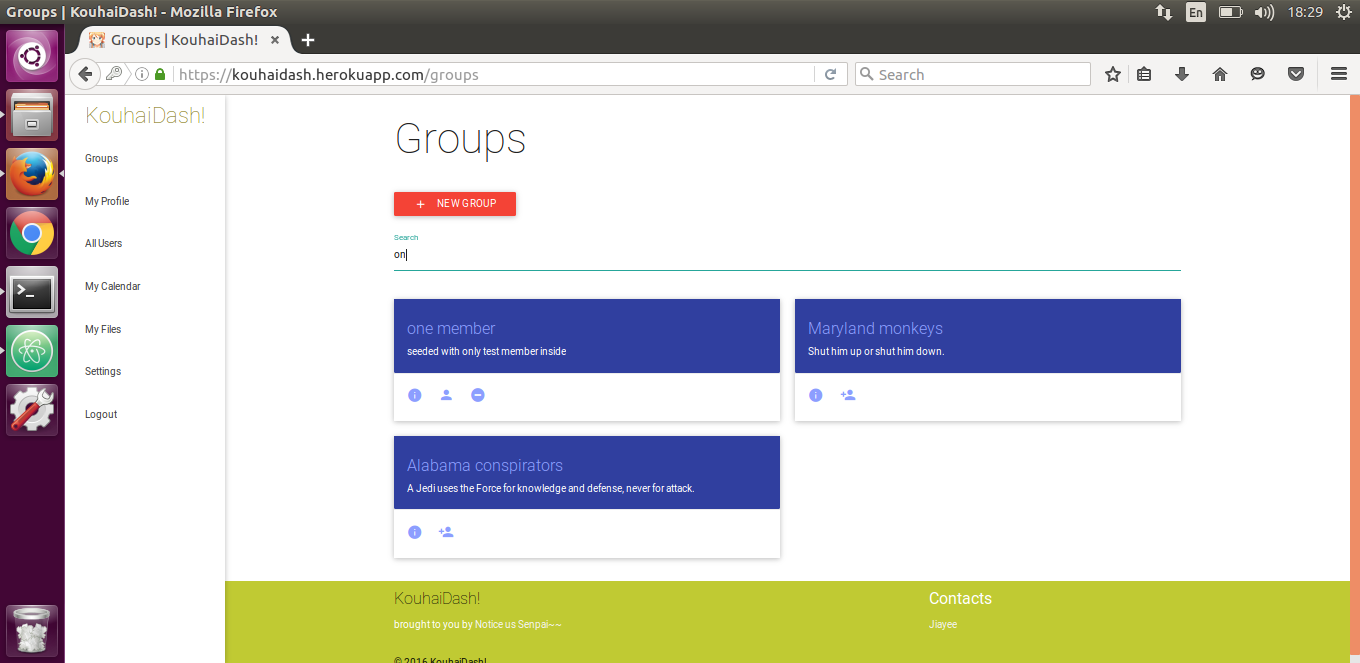 Groups | KouhaiDash! - Mozilla Firefox
En
18:29
Groups | KouhaiDash!
https://kouhaidash.herokuapp.com/groups
Search
KouhaiDash!
Groups
My Profile
All Users
My Calendar
My Files
Settings
Logout
Groups
+ NEW GROUP
Search
on
one member
seeded with only test member inside
Maryland monkeys
Shut him up or shut him down.
Alabama conspirators
A Jedi uses the Force for knowledge and defense, never for attack.
KouhaiDash!
brought to you by Notice us Senpai~~
Contacts
Jiayee
© 2016 KouhaiDash!